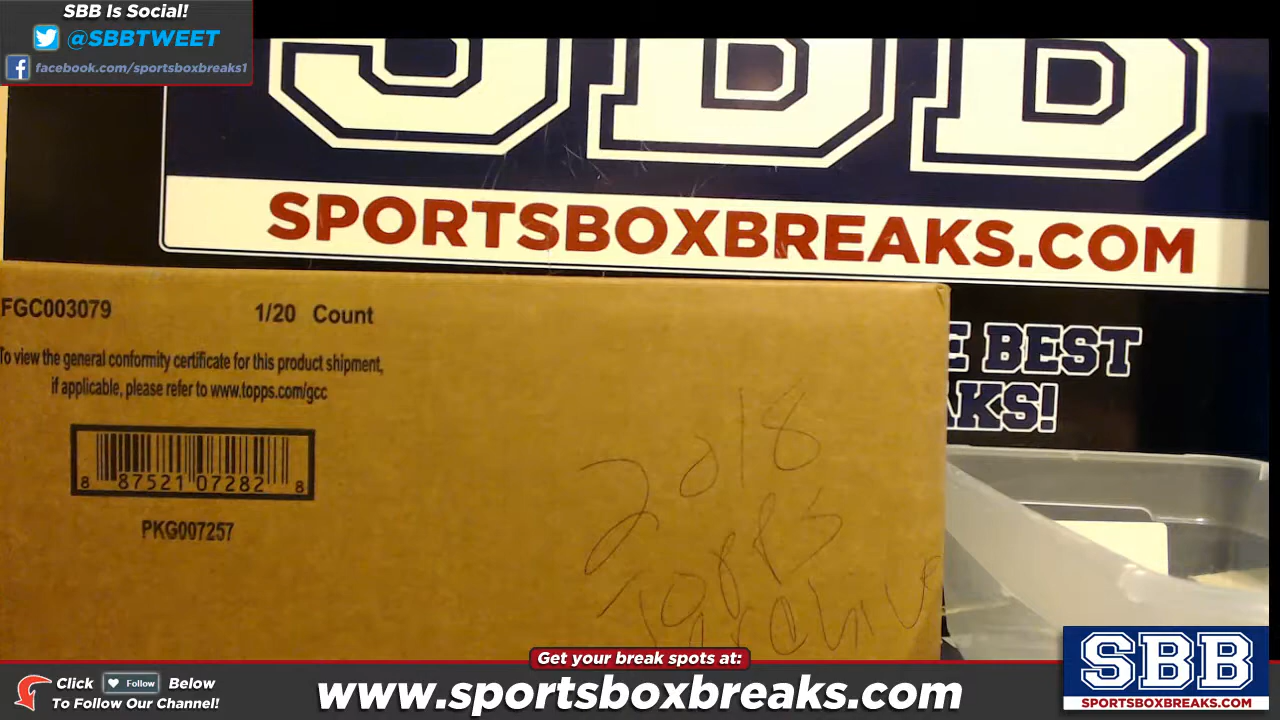 SBB Is Social!
@SBBTWEET
facebook.com/sportsboxbreaks1
SBB
SPORTSBOXBREAKS.COM
E BEST
AKS!
FGC003079 1/20 Count
To view the general conformity certificate for this product shipment,
if applicable, please refer to www.topps.com/gcc
8 87521 07282 8
PKG007257
2018
Topps
Archive
Get your break spots at:
Click Follow Below
To Follow Our Channel!
www.sportsboxbreaks.com
SBB
SPORTSBOXBREAKS.COM